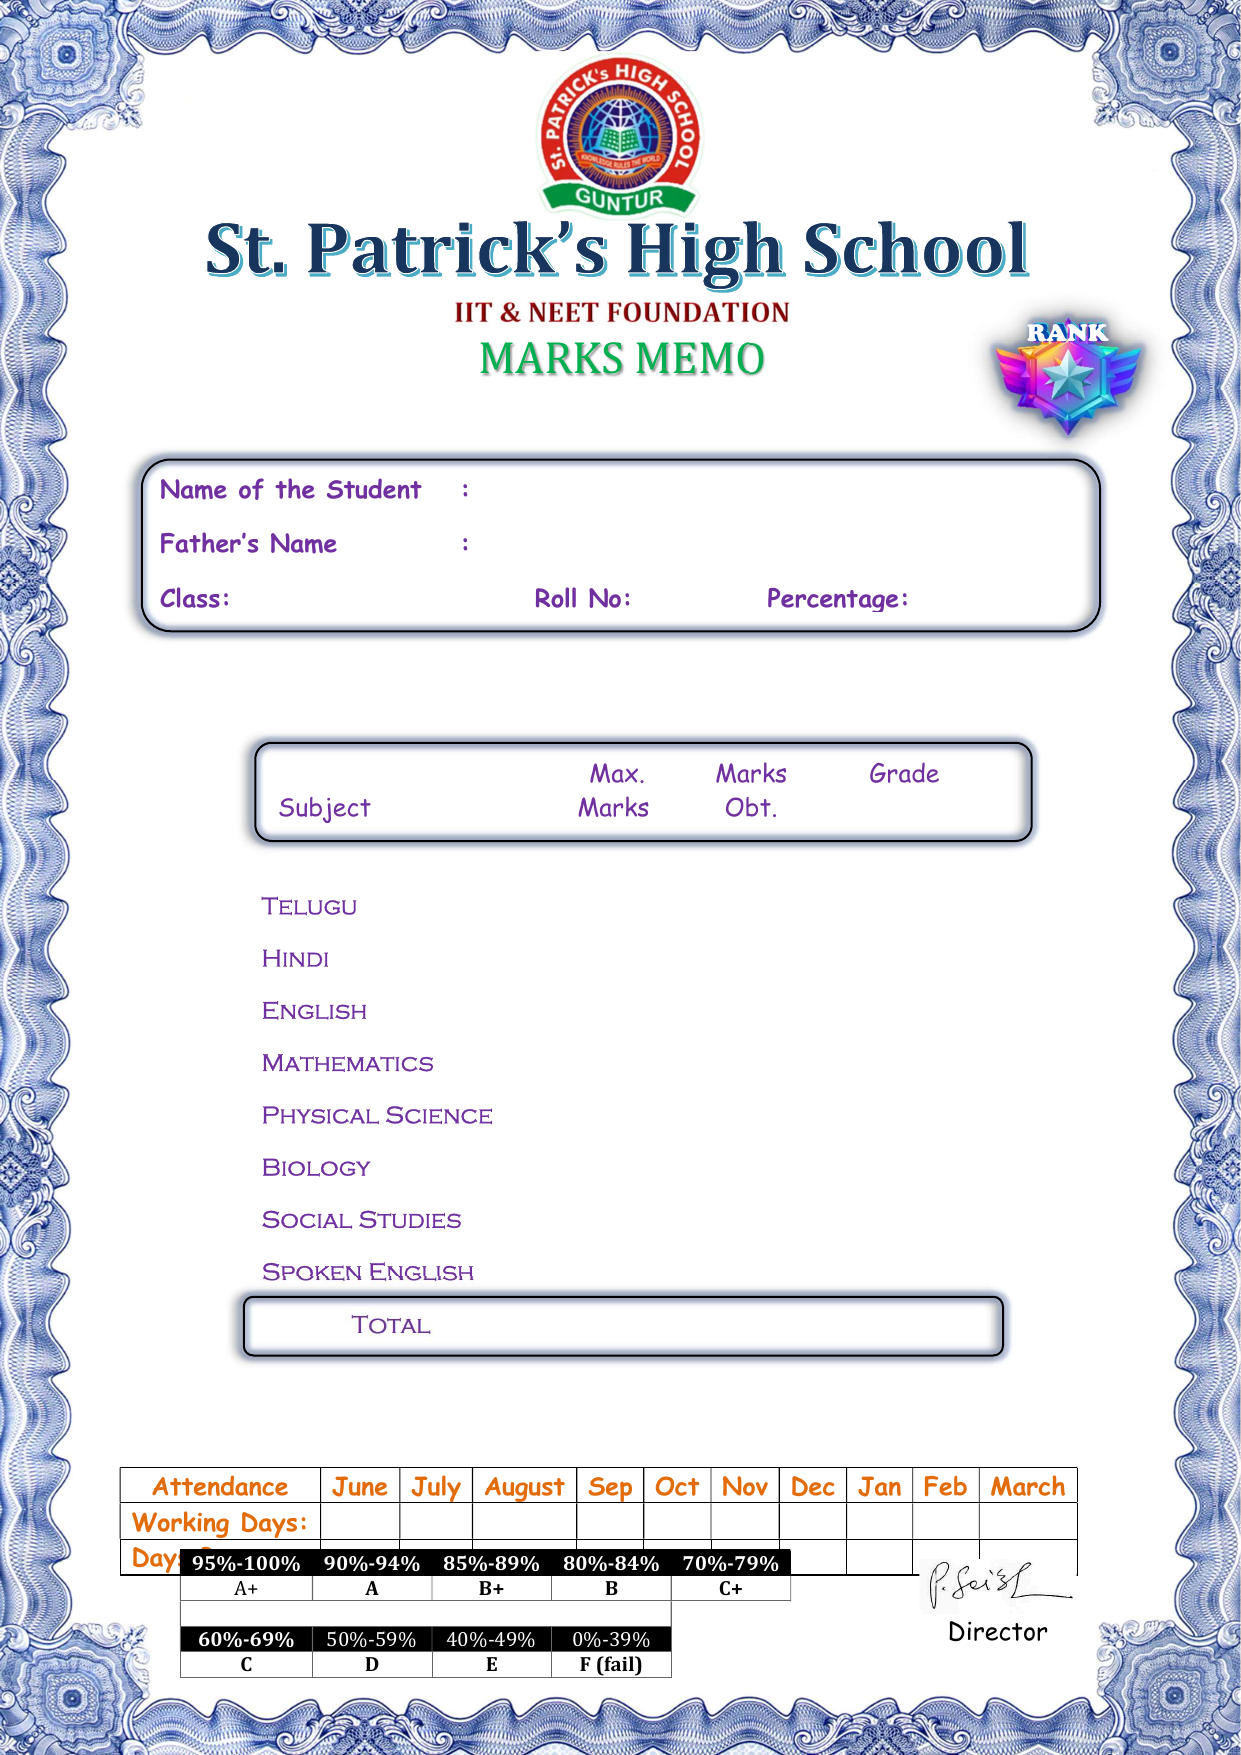 St. PATRICK's HIGH SCHOOL
KNOWLEDGE RULES THE WORLD
GUNTUR
St. Patrick’s High School
IIT & NEET FOUNDATION
MARKS MEMO
RANK
Name of the Student :
Father’s Name :
Class: Roll No: Percentage:
Max. Marks Grade
Subject Marks Obt.
TELUGU
HINDI
ENGLISH
MATHEMATICS
PHYSICAL SCIENCE
BIOLOGY
SOCIAL STUDIES
SPOKEN ENGLISH
TOTAL
Attendance June July August Sep Oct Nov Dec Jan Feb March
Working Days:
Days
95%-100% 90%-94% 85%-89% 80%-84% 70%-79%
A+ A B+ B C+
60%-69% 50%-59% 40%-49% 0%-39%
C D E F (fail)
Director